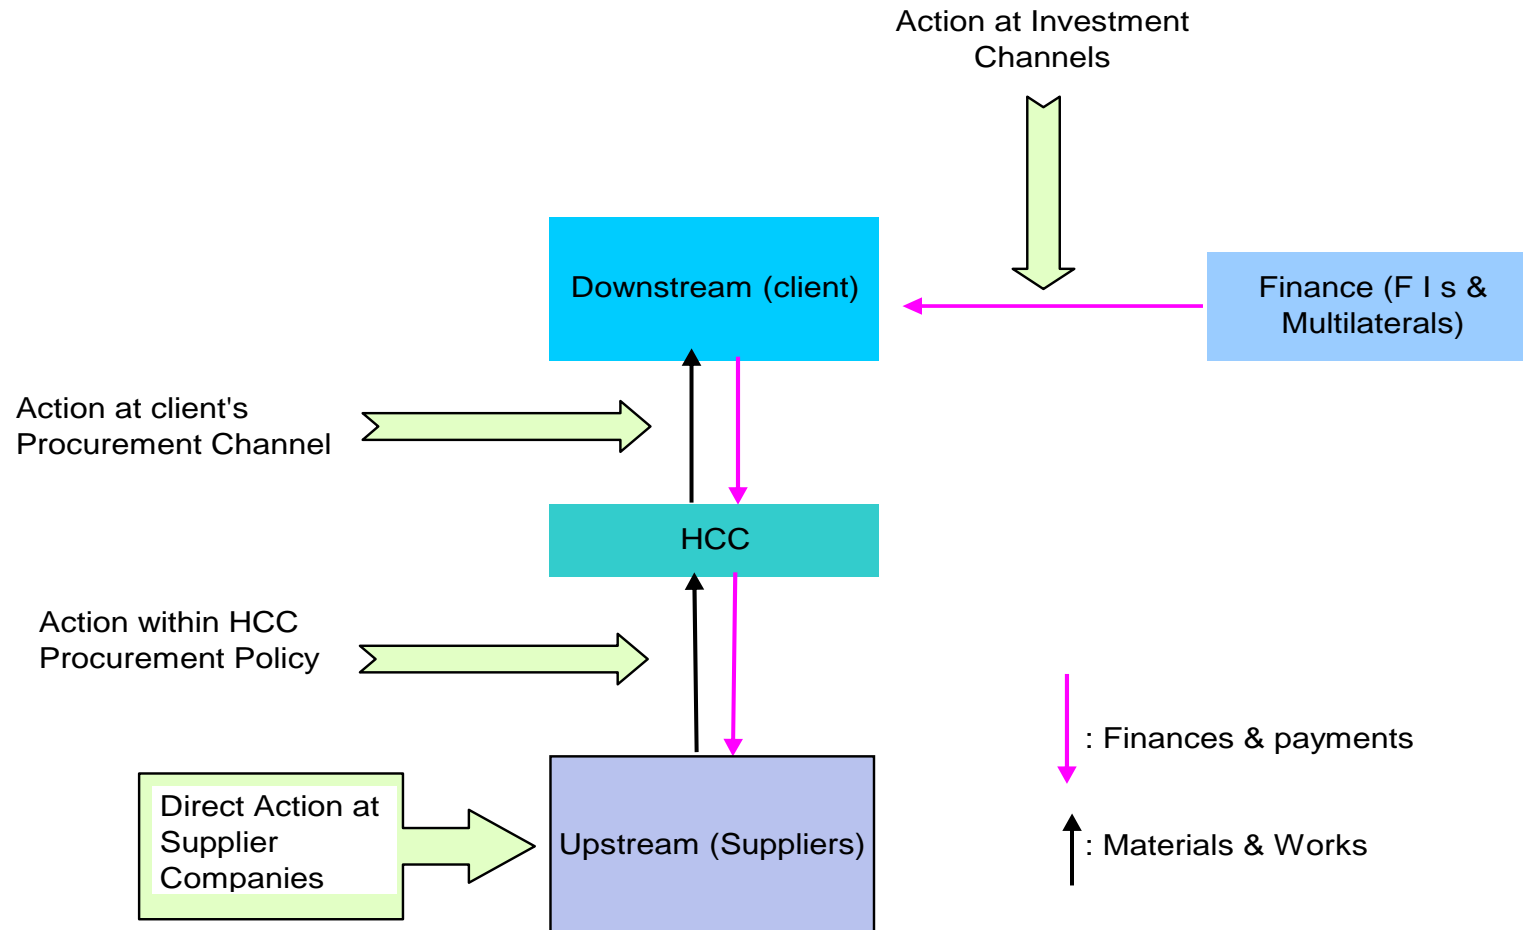 Action at Investment
Channels
Downstream (client)
Finance (F I s &
Multilaterals)
Action at client's
Procurement Channel
HCC
Action within HCC
Procurement Policy
: Finances & payments
Direct Action at
Supplier
Companies
Upstream (Suppliers)
: Materials & Works